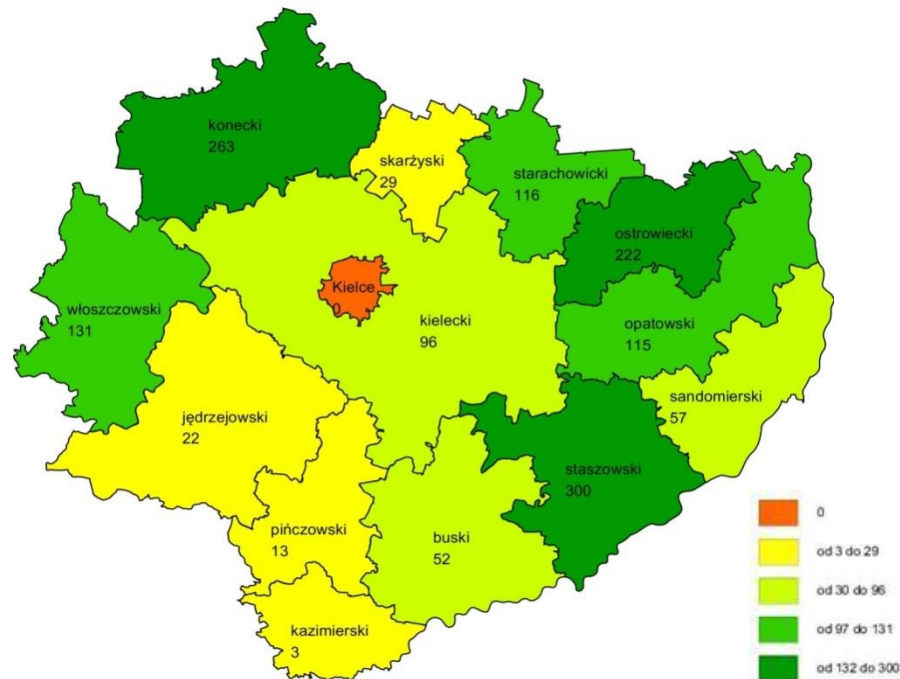 konecki
263
skarżyski
29
starachowicki
116
ostrowiecki
222
włoszczowski
131
Kielce
0
kielecki
96
opatowski
115
sandomierski
57
jędrzejowski
22
staszowski
300
pińczowski
13
buski
52
kazimierski
3
0
od 3 do 29
od 30 do 96
od 97 do 131
od 132 do 300